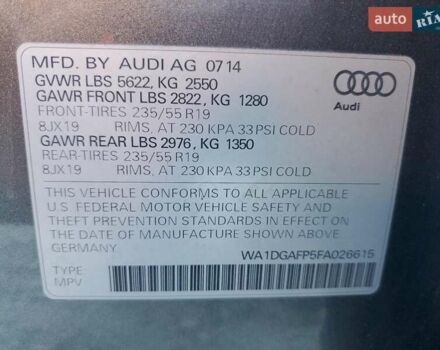 auto RIA
MFD. BY AUDI AG 07 14
GVWR LBS 5622, KG 2550
GAWR FRONT LBS 2822, KG 1280
FRONT-TIRES 235/55 R19
8JX19 RIMS, AT 230 KPA 33 PSI COLD
GAWR REAR LBS 2976, KG 1350
REAR-TIRES 235/55 R19
8JX19 RIMS, AT 230 KPA 33 PSI COLD
Audi
THIS VEHICLE CONFORMS TO ALL APPLICABLE
U.S. FEDERAL MOTOR VEHICLE SAFETY AND
THEFT PREVENTION STANDARDS IN EFFECT ON
THE DATE OF MANUFACTURE SHOWN ABOVE.
WA1DGAFP5FA026615
TYPE:
MPV